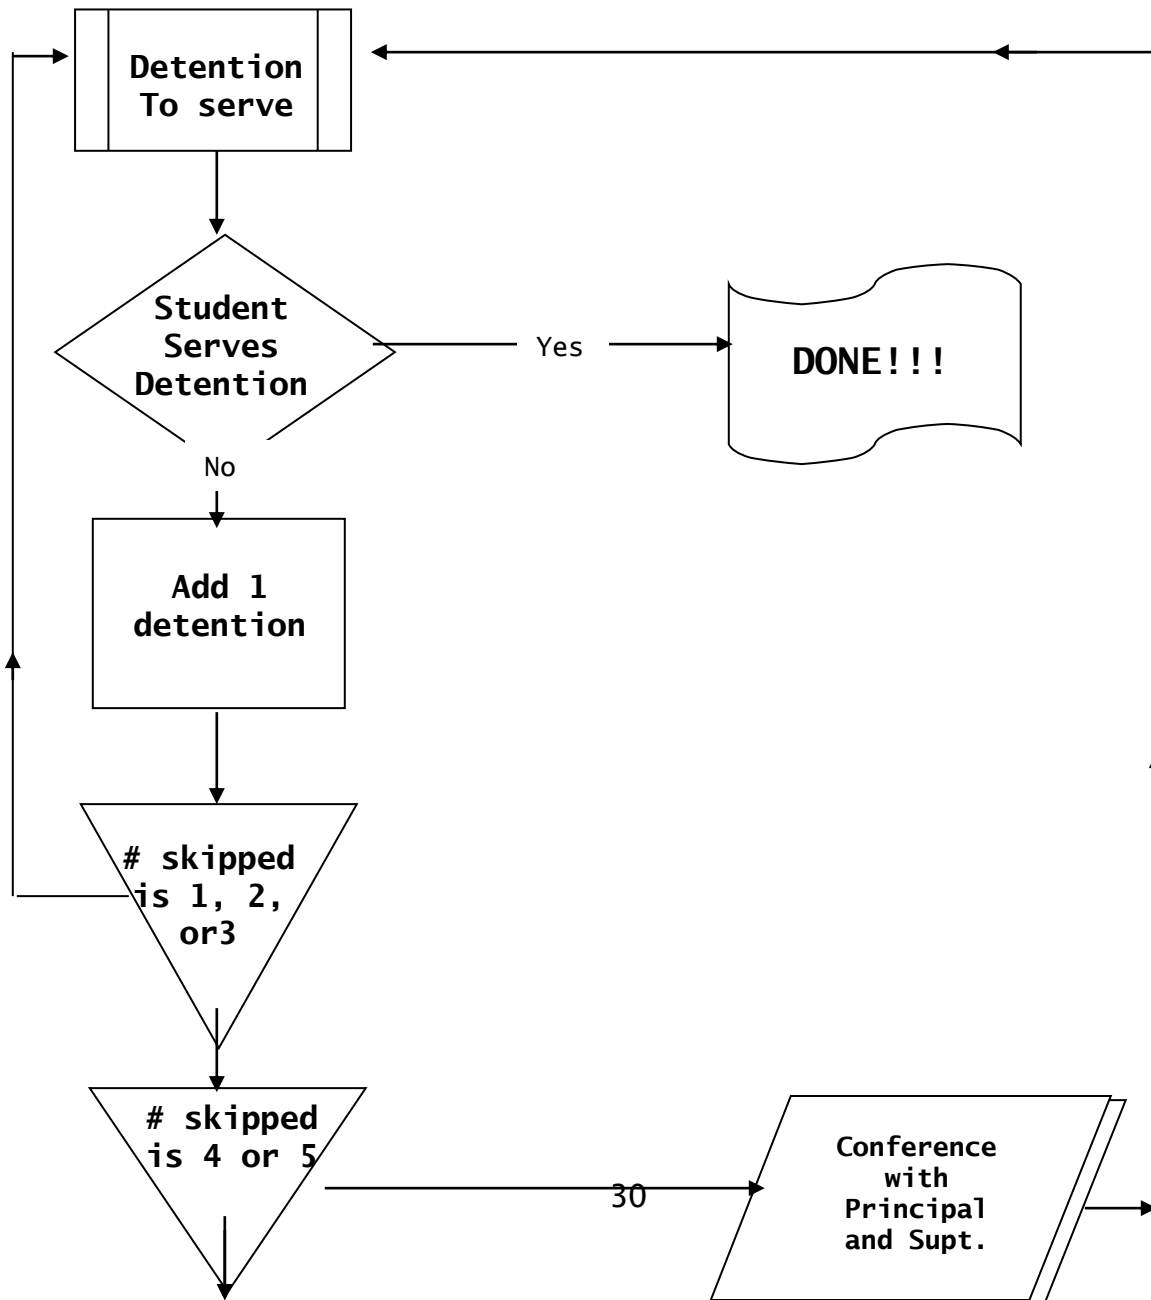 Detention
To serve
Student
Serves
Detention
Yes
DONE!!!
No
Add 1
detention
# skipped
is 1, 2,
or3
# skipped
is 4 or 5
30
Conference
with
Principal
and Supt.